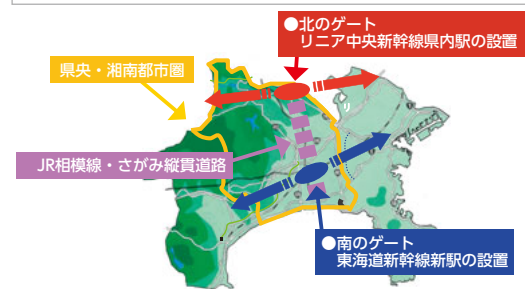 ●北のゲート
リニア中央新幹線県内駅の設置
県央・湘南都市圏
JR相模線・さがみ縦貫道路
●南のゲート
東海道新幹線新駅の設置